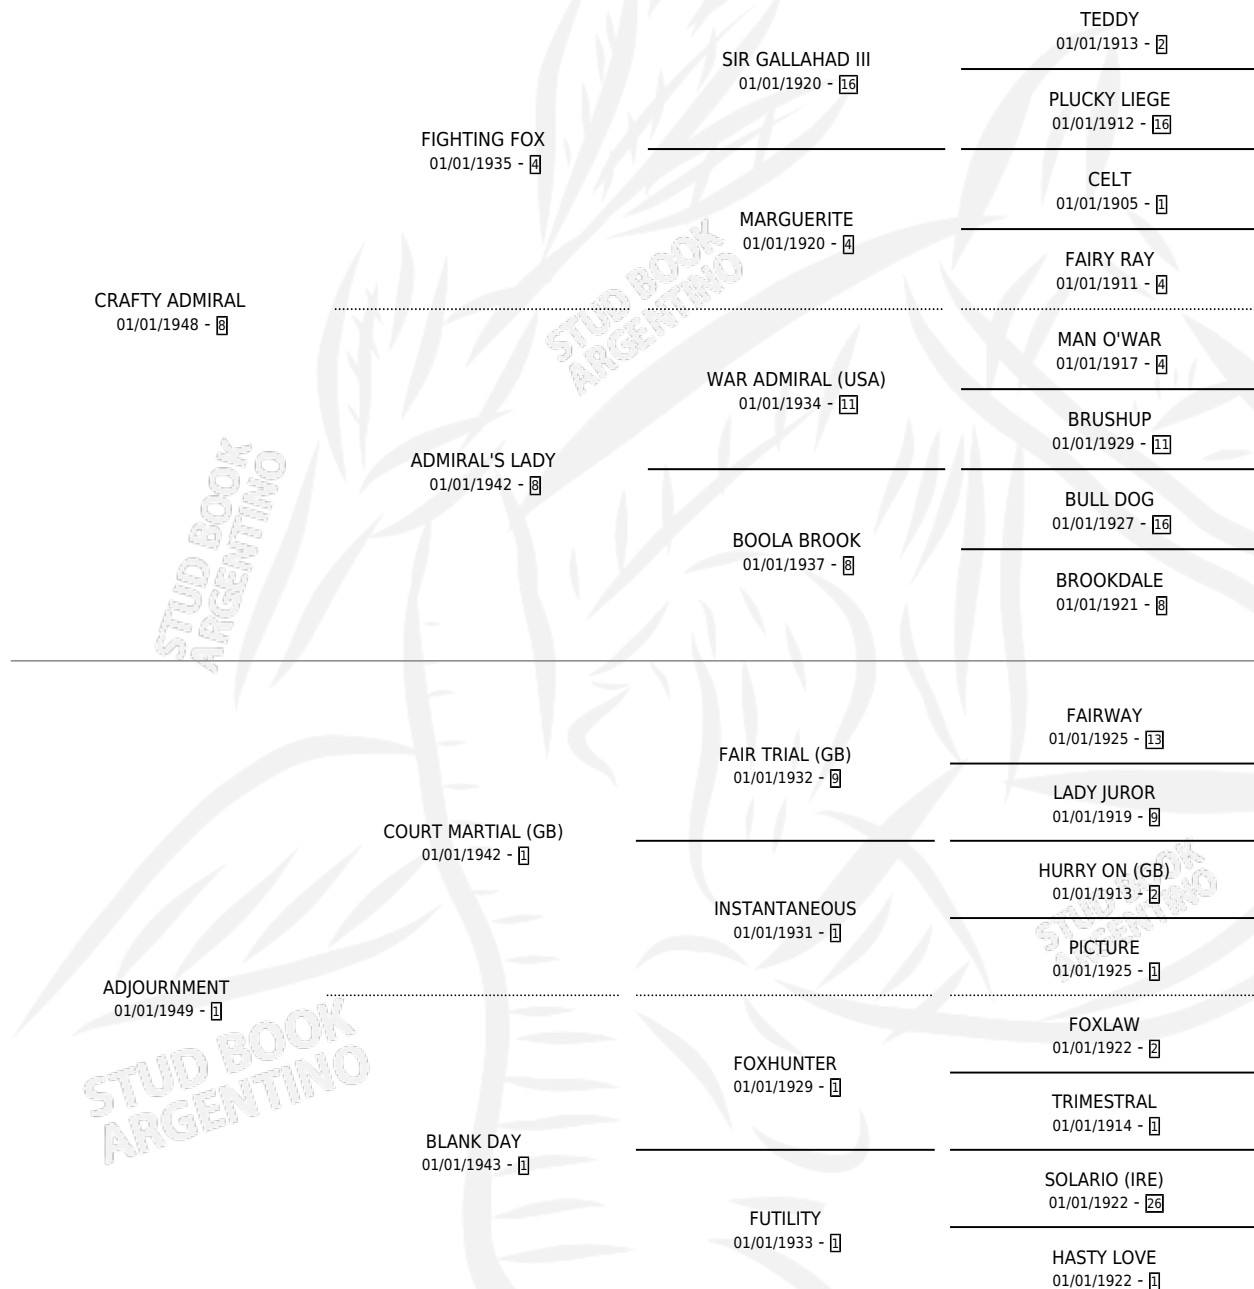 TEDDY
01/01/1913 - 2
SIR GALLAHAD III
01/01/1920 - 16
PLUCKY LIEGE
01/01/1912 - 16
FIGHTING FOX
01/01/1935 - 4
CELT
01/01/1905 - 1
MARGUERITE
01/01/1920 - 4
FAIRY RAY
01/01/1911 - 4
CRAFTY ADMIRAL
01/01/1948 - 8
MAN O'WAR
01/01/1917 - 4
WAR ADMIRAL (USA)
01/01/1934 - 11
BRUSHUP
01/01/1929 - 11
ADMIRAL'S LADY
01/01/1942 - 8
BULL DOG
01/01/1927 - 16
BOOLA BROOK
01/01/1937 - 8
BROOKDALE
01/01/1921 - 8
FAIRWAY
01/01/1925 - 13
FAIR TRIAL (GB)
01/01/1932 - 9
LADY JUROR
01/01/1919 - 9
COURT MARTIAL (GB)
01/01/1942 - 1
HURRY ON (GB)
01/01/1913 - 2
INSTANTANEOUS
01/01/1931 - 1
PICTURE
01/01/1925 - 1
ADJOURNMENT
01/01/1949 - 1
FOXLAW
01/01/1922 - 2
FOXHUNTER
01/01/1929 - 1
TRIMESTRAL
01/01/1914 - 1
BLANK DAY
01/01/1943 - 1
SOLARIO (IRE)
01/01/1922 - 26
FUTILITY
01/01/1933 - 1
HASTY LOVE
01/01/1922 - 1
STUD BOOK
ARGENTINO
STUD BOOK
ARGENTINO
STUD BOOK
ARGENTINO
STUD BOOK
ARGENTINO